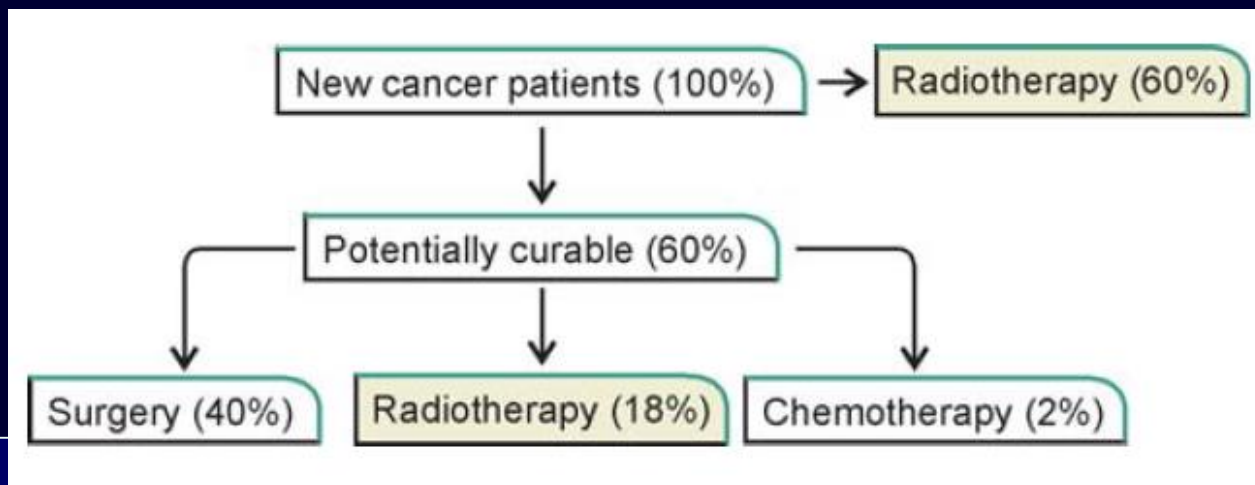 New cancer patients (100%)
Radiotherapy (60%)
Potentially curable (60%)
Surgery (40%)
Radiotherapy (18%)
Chemotherapy (2%)